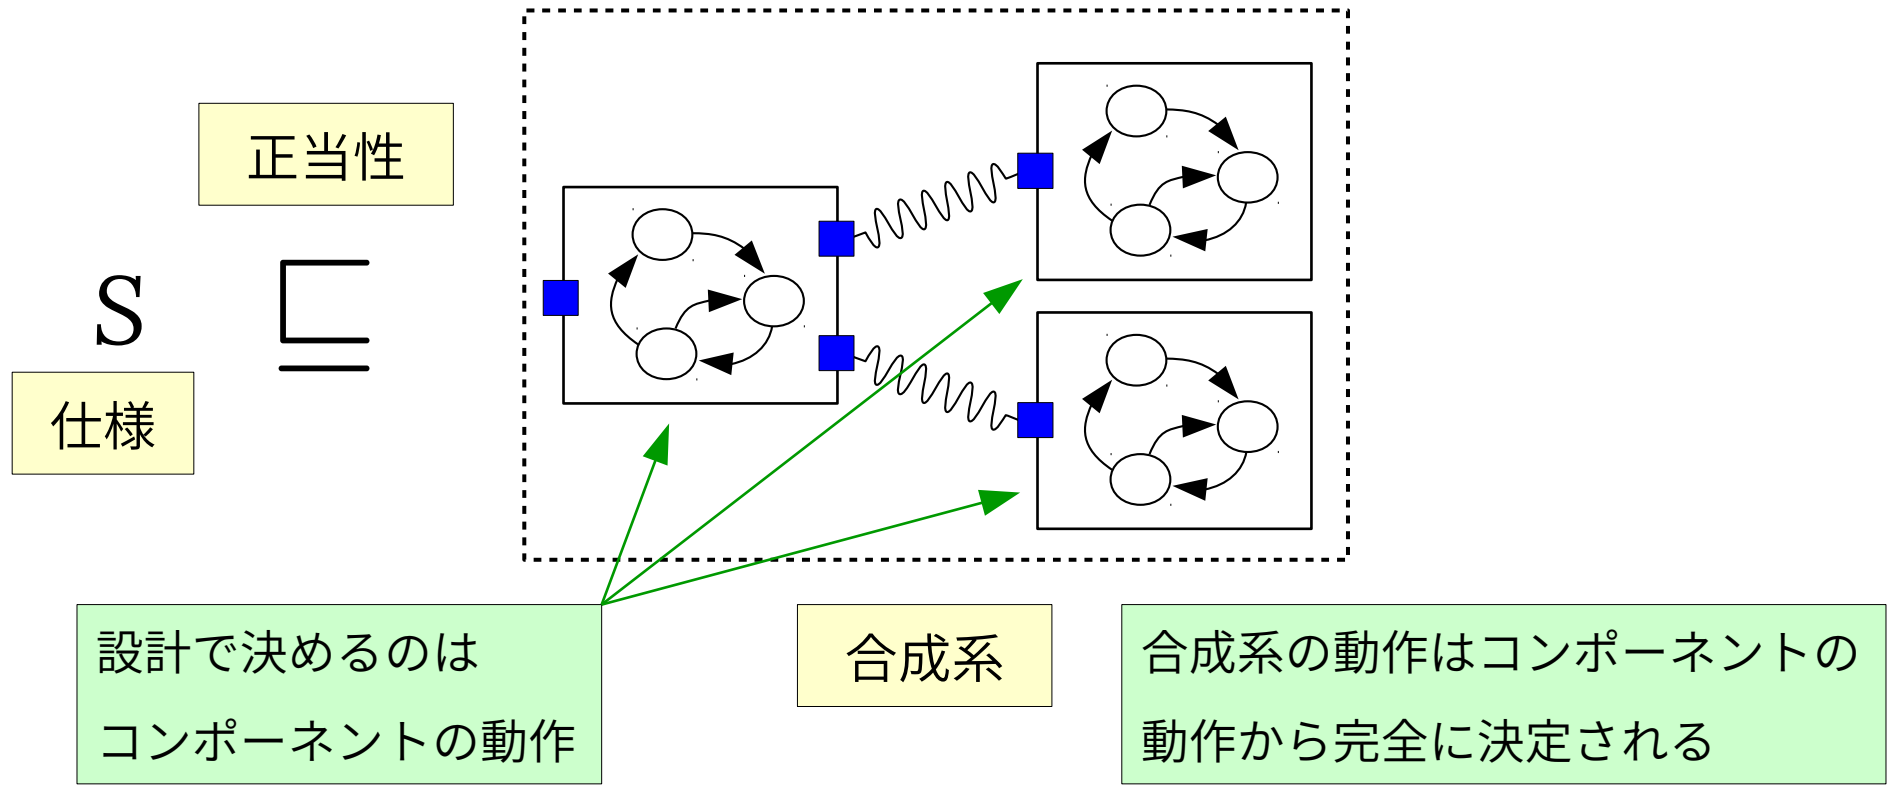 正当性
S ⊑
仕様
設計で決めるのは
コンポーネントの動作
合成系
合成系の動作はコンポーネントの
動作から完全に決定される